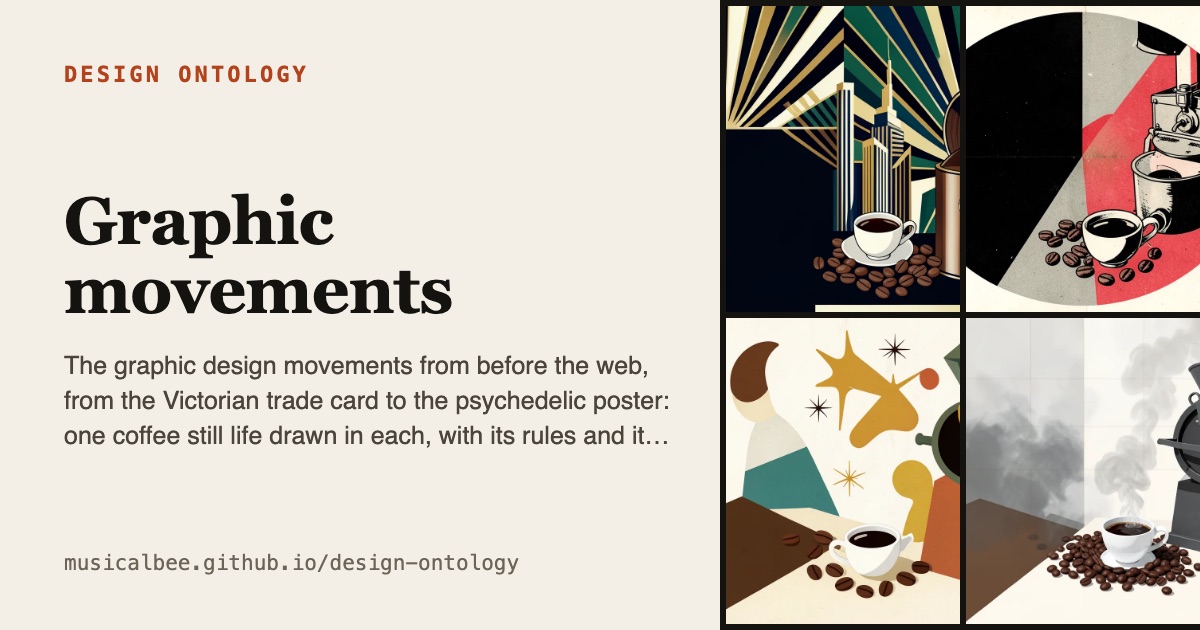 DESIGN ONTOLOGY
Graphic
movements
The graphic design movements from before the web,
from the Victorian trade card to the psychedelic poster:
one coffee still life drawn in each, with its rules and it…
musicalbee.github.io/design-ontology